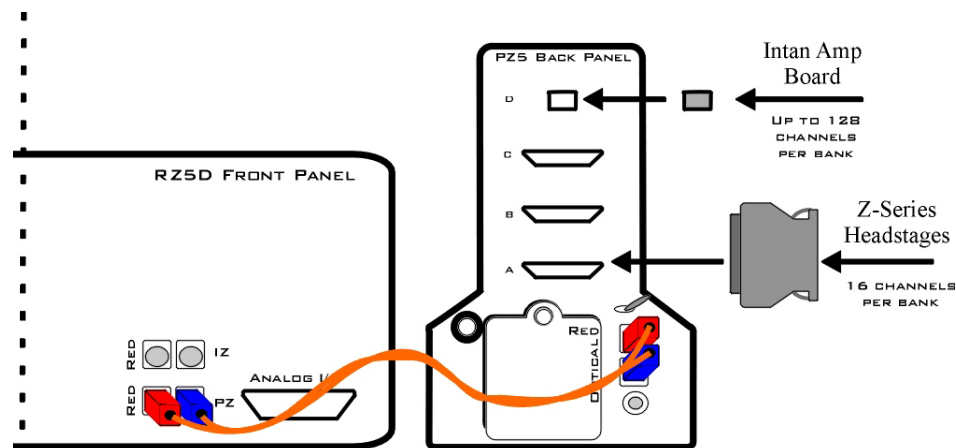 PZ5 BACK PANEL
Intan Amp
Board
D
UP TO 128
CHANNELS
PER BANK
C
RZ5D FRONT PANEL
B
Z-Series
Headstages
A
16 CHANNELS
PER BANK
RED
RED
IZ
RED
PZ
ANALOG I/